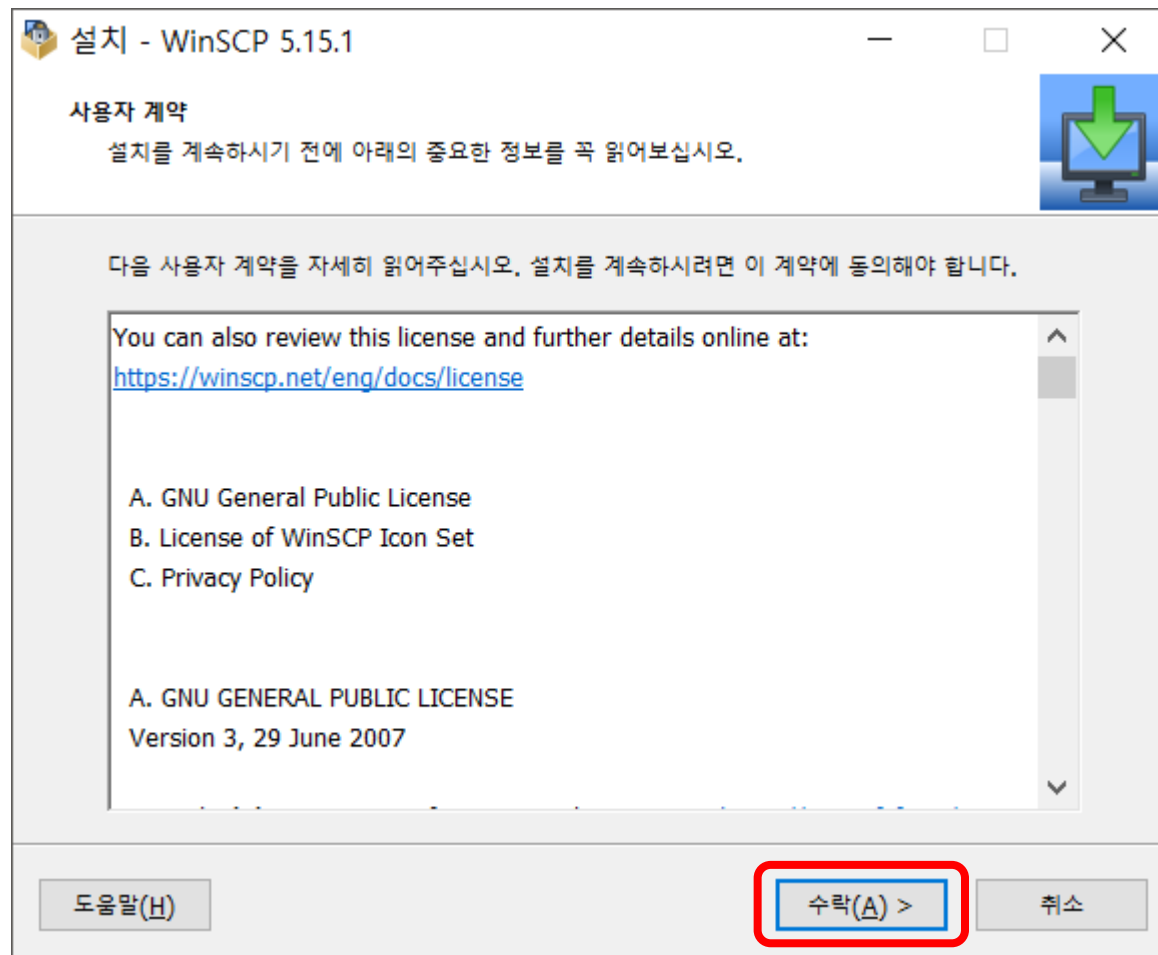 설치 - WinSCP 5.15.1
사용자 계약
설치를 계속하시기 전에 아래의 중요한 정보를 꼭 읽어보십시오.
다음 사용자 계약을 자세히 읽어주십시오. 설치를 계속하시려면 이 계약에 동의해야 합니다.
You can also review this license and further details online at:
https://winscp.net/eng/docs/license
A. GNU General Public License
B. License of WinSCP Icon Set
C. Privacy Policy
A. GNU GENERAL PUBLIC LICENSE
Version 3, 29 June 2007
도움말(H)
수락(A) >
취소